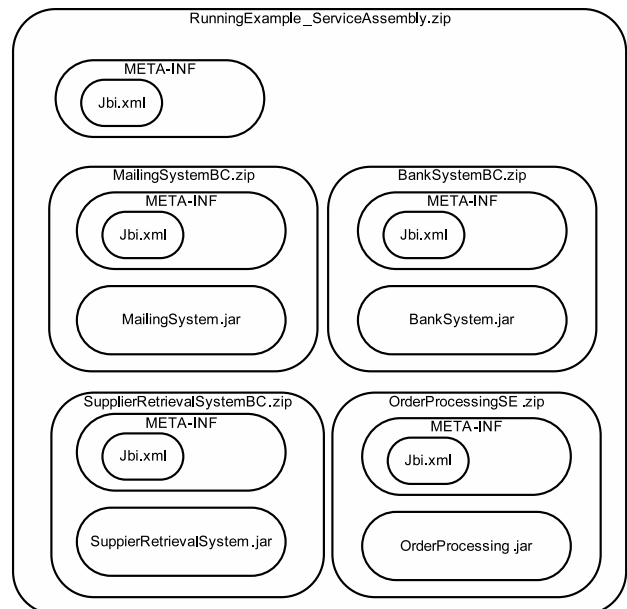 RunningExample_ServiceAssembly.zip
META-INF
Jbi.xml
MailingSystemBC.zip
META-INF
Jbi.xml
MailingSystem.jar
BankSystemBC.zip
META-INF
Jbi.xml
BankSystem.jar
SupplierRetrievalSystemBC.zip
META-INF
Jbi.xml
SuppierRetrievalSystem.jar
OrderProcessingSE .zip
META-INF
Jbi.xml
OrderProcessing .jar